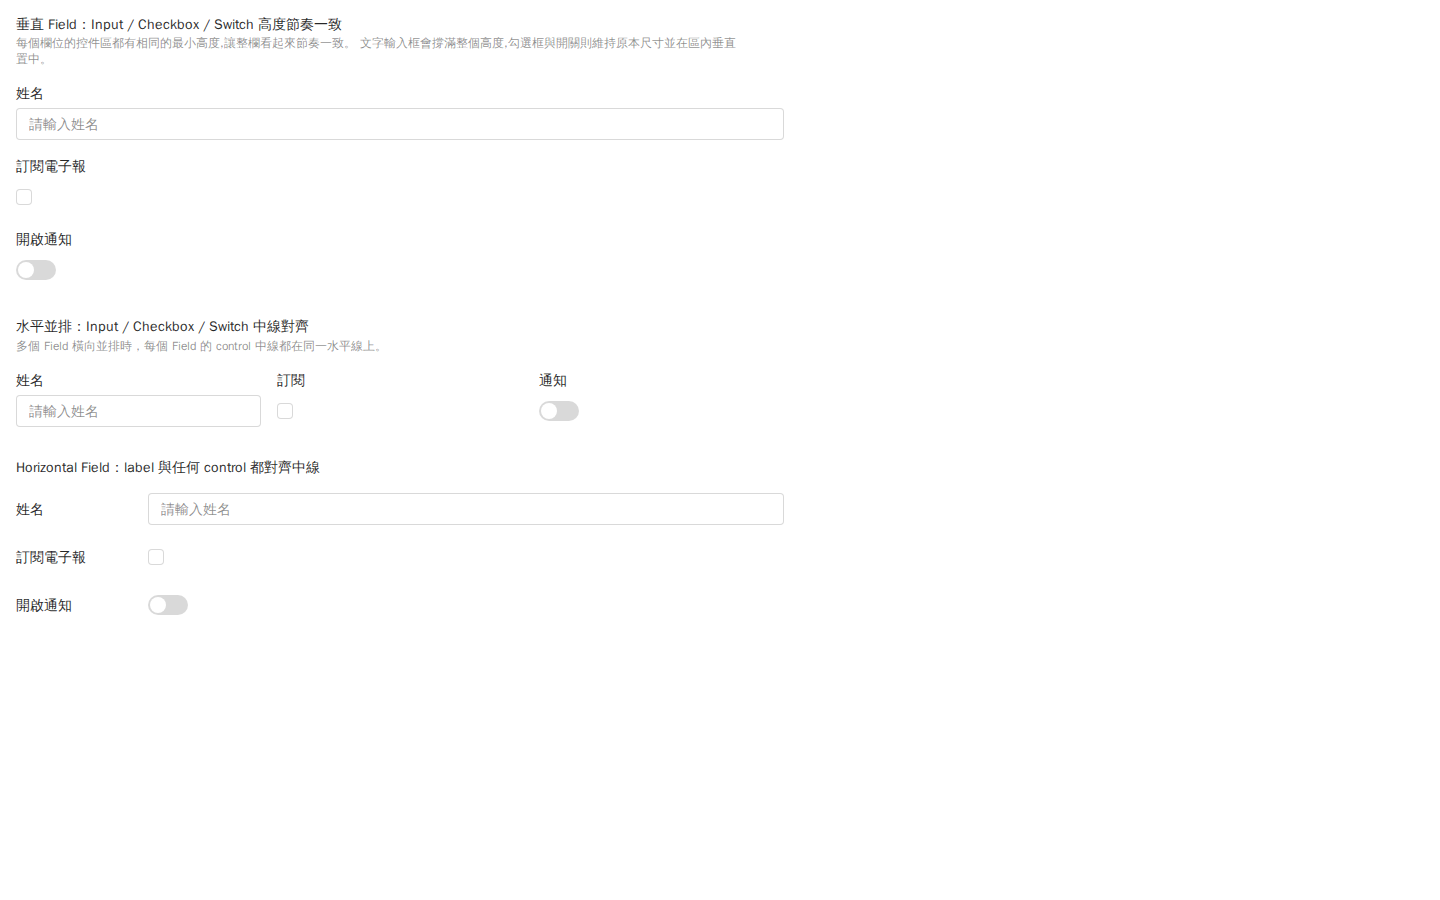 垂直 Field：Input / Checkbox / Switch 高度節奏一致
每個欄位的控件區都有相同的最小高度,讓整欄看起來節奏一致。 文字輸入框會撐滿整個高度,勾選框與開關則維持原本尺寸並在區內垂直
置中。
姓名
請輸入姓名
訂閱電子報
開啟通知
水平並排：Input / Checkbox / Switch 中線對齊
多個 Field 橫向並排時，每個 Field 的 control 中線都在同一水平線上。
姓名 訂閱 通知
請輸入姓名
Horizontal Field：label 與任何 control 都對齊中線
姓名 請輸入姓名
訂閱電子報
開啟通知